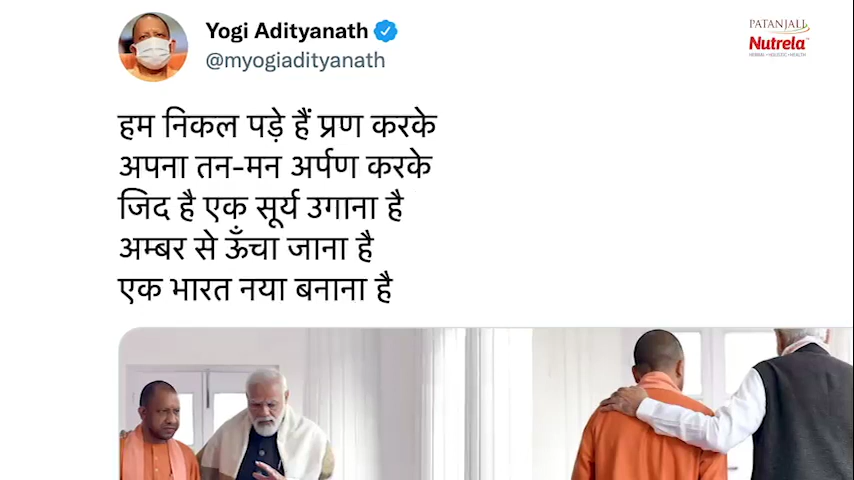 Yogi Adityanath
@myogiadityanath
PATANJALI
Nutrela
हम निकल पड़े हैं प्रण करके
अपना तन-मन अर्पण करके
जिद है एक सूर्य उगाना है
अम्बर से ऊँचा जाना है
एक भारत नया बनाना है